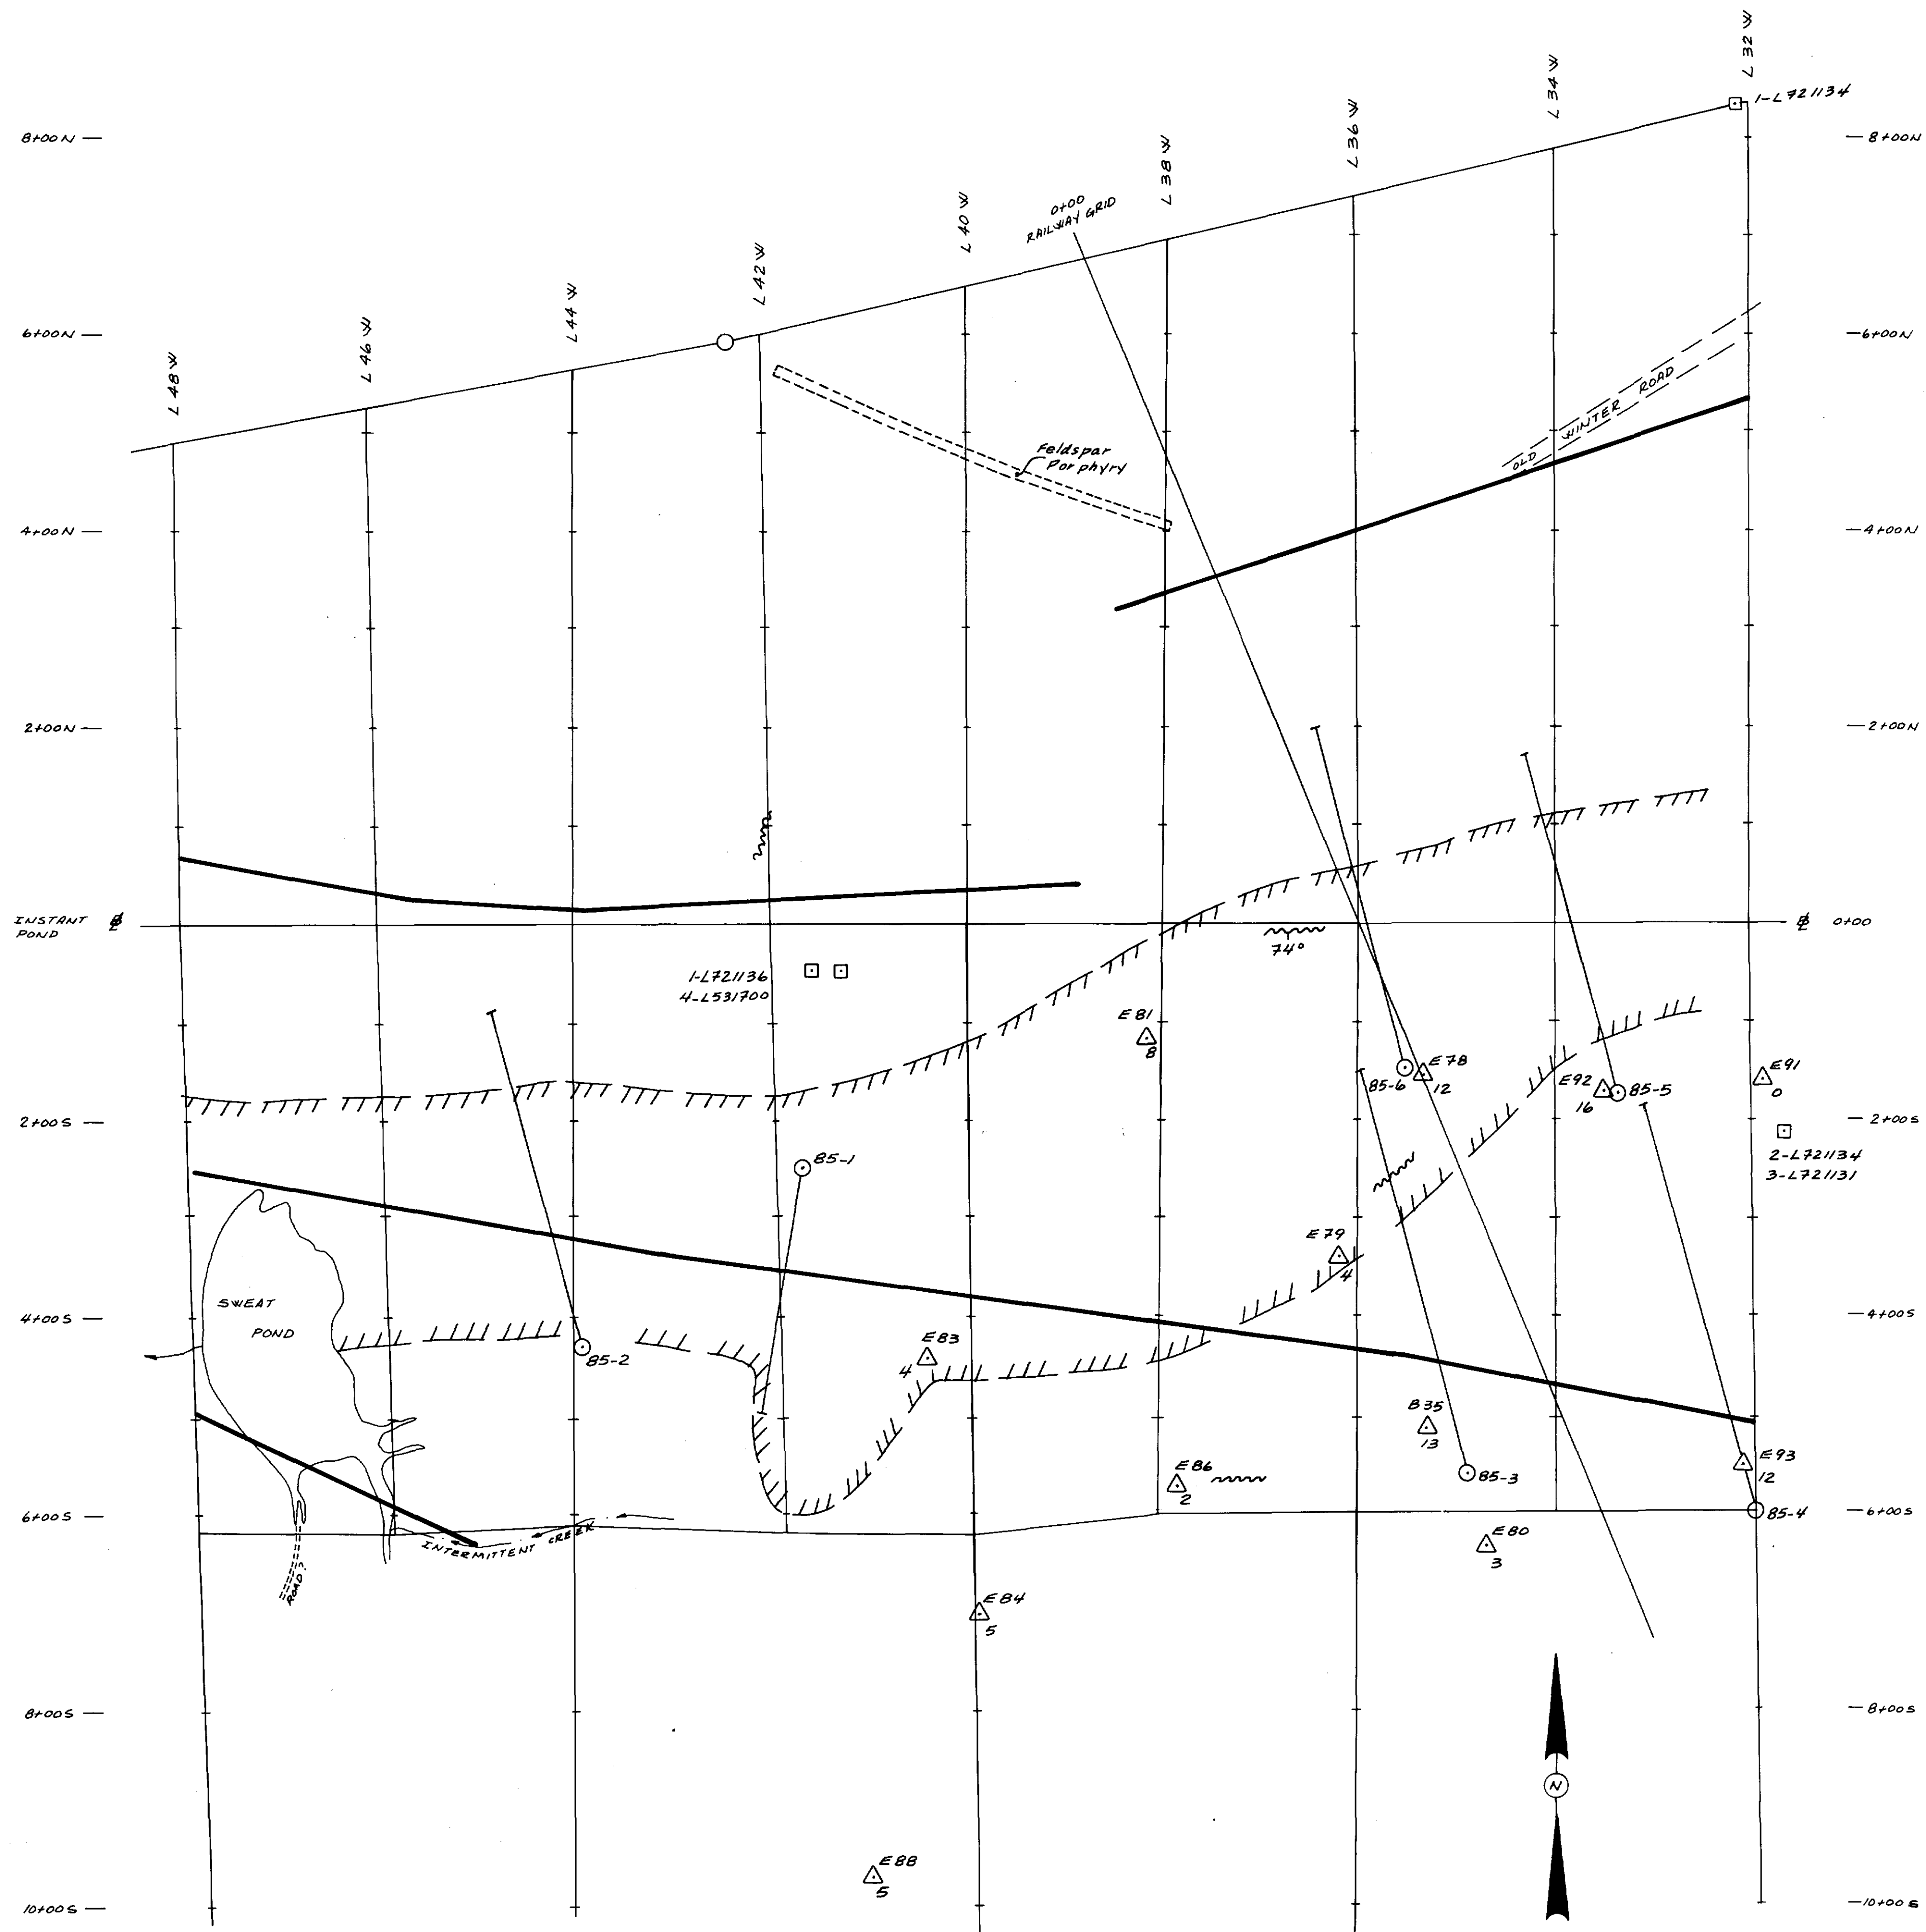 L 32 W
L 34 W
1-L721134
L 36 W
8+00N
8+00N
L 38 W
L 40 W
0+00
RAILWAY GRID
L 42 W
L 44 W
L 46 W
6+00N
6+00N
L 48 W
OLD WINTER ROAD
Feldspar
Porphyry
4+00N
4+00N
2+00N
2+00N
INSTANT
POND
0+00
74°
1-L721136
4-L531700
E81
8
E78
12
85-6
E92
16
85-5
E91
0
2+00S
2+00S
2-L721134
3-L721131
85-1
E79
4
SWEAT
POND
4+00S
4+00S
85-2
E83
4
B35
13
E86
2
85-3
E93
12
6+00S
85-4
6+00S
INTERMITTENT CREEK
E80
3
ROAD?
E84
5
8+00S
8+00S
N
E88
5
10+00S
10+00S